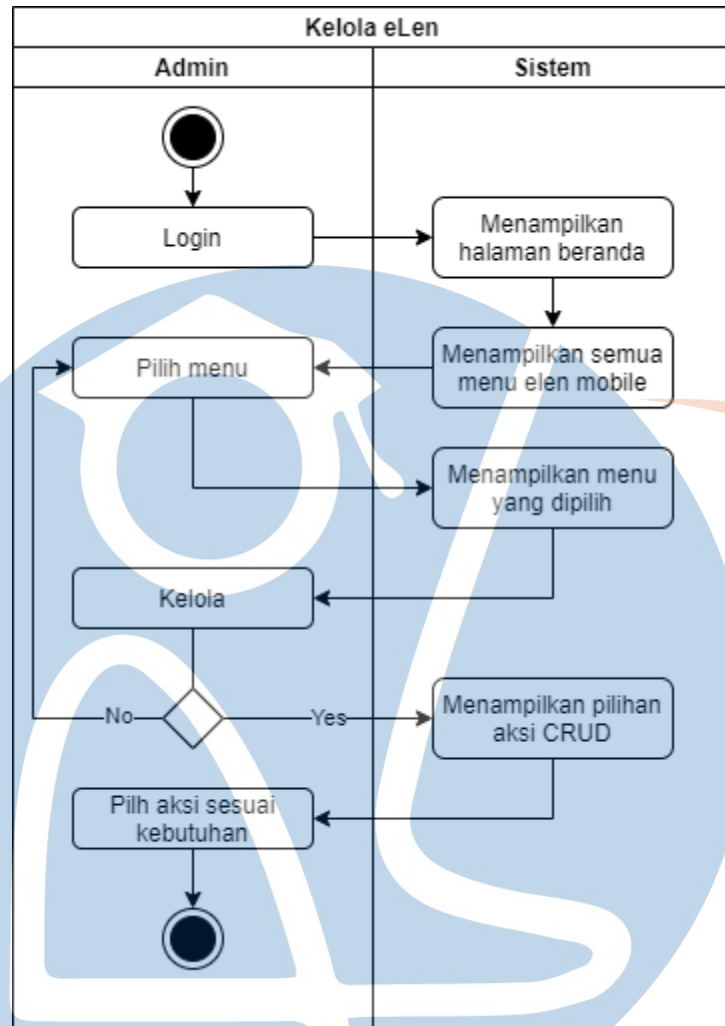 Kelola eLen
Admin
Sistem
Login
Menampilkan
halaman beranda
Pilih menu
Menampilkan semua
menu elen mobile
Menampilkan menu
yang dipilih
Kelola
No
Yes
Menampilkan pilihan
aksi CRUD
Pilh aksi sesuai
kebutuhan